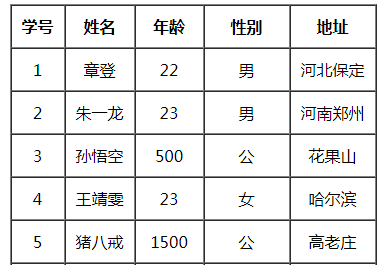 学号 姓名 年龄 性别 地址
1 章登 22 男 河北保定
2 朱一龙 23 男 河南郑州
3 孙悟空 500 公 花果山
4 王靖雯 23 女 哈尔滨
5 猪八戒 1500 公 高老庄